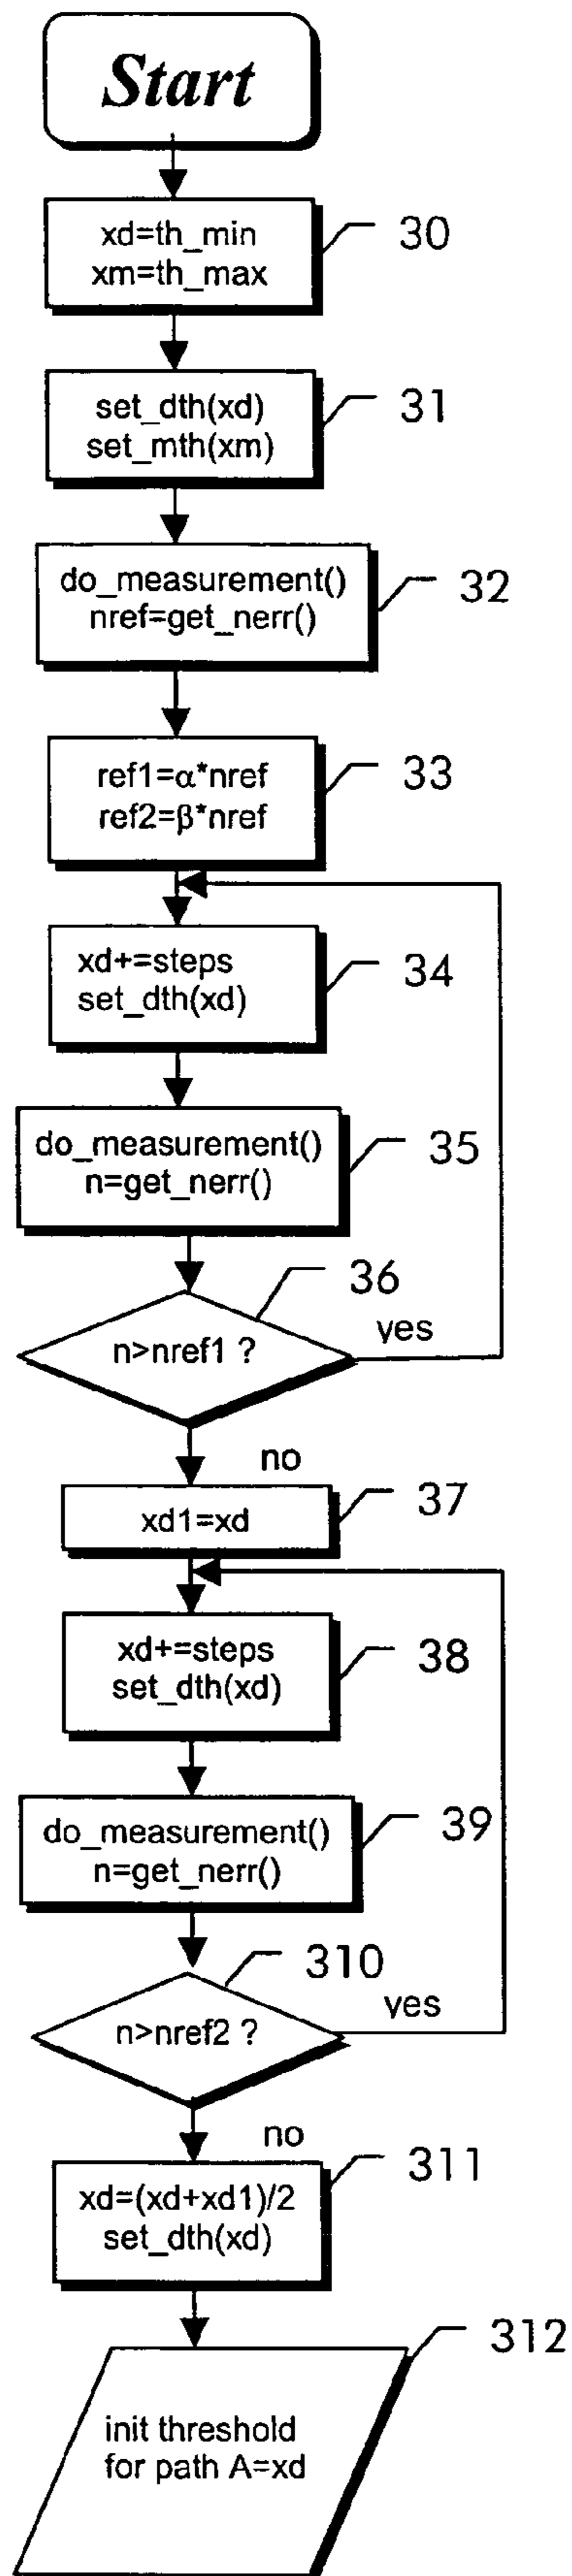 Start
xd=th_min
xm=th_max
30
set_dth(xd)
set_mth(xm)
31
do_measurement()
nref=get_nerr()
32
ref1=α*nref
ref2=β*nref
33
xd+=steps
set_dth(xd)
34
do_measurement()
n=get_nerr()
35
36
n>nref1 ?
yes
no
xd1=xd
37
xd+=steps
set_dth(xd)
38
do_measurement()
n=get_nerr()
39
310
n>nref2 ?
yes
no
xd=(xd+xd1)/2
set_dth(xd)
311
312
init threshold
for path A=xd